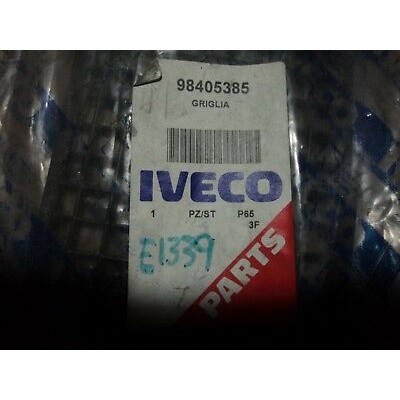 98405385
GRIGLIA
IVECO
1 PZ/ST P65
3F
E1339
PARTS